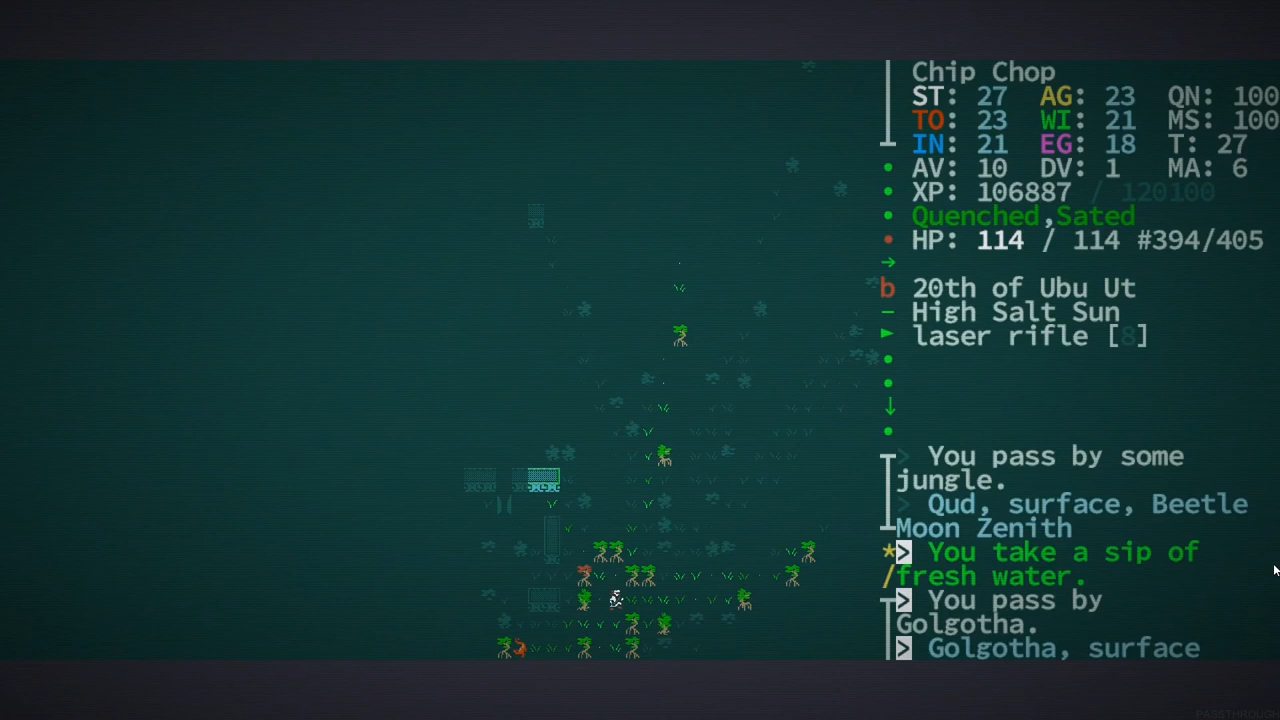 Chip Chop
ST: 27 AG: 23 QN: 100
TO: 23 WI: 21 MS: 100
IN: 21 EG: 18 T: 27
AV: 10 DV: 1 MA: 6
XP: 106887 / 120100
Quenched,Sated
HP: 114 / 114 #394/405
b 20th of Ubu Ut
High Salt Sun
laser rifle [8]
> You pass by some
jungle.
> Qud, surface, Beetle
Moon Zenith
*> You take a sip of
/fresh water.
> You pass by
Golgotha.
> Golgotha, surface